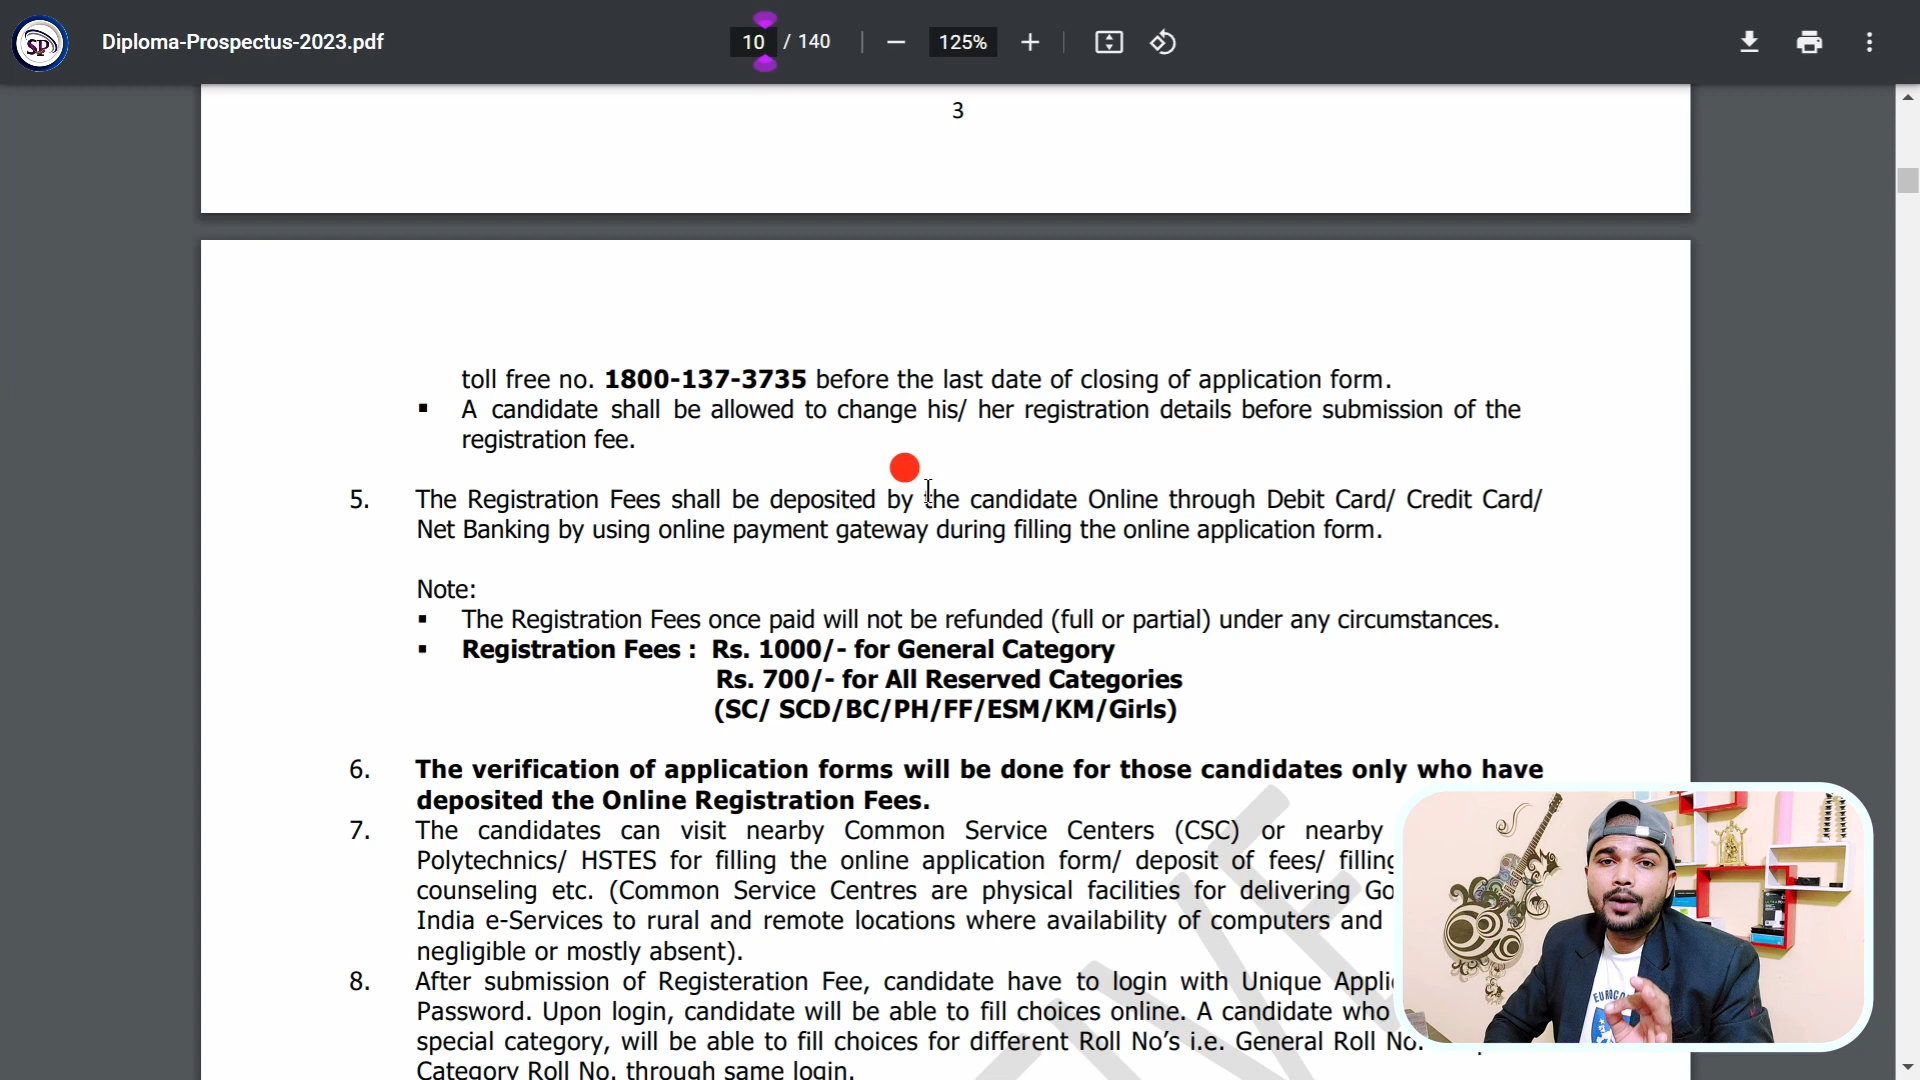 SP
Diploma-Prospectus-2023.pdf
10 / 140
125%
3
toll free no. 1800-137-3735 before the last date of closing of application form.
▪ A candidate shall be allowed to change his/ her registration details before submission of the
registration fee.
5. The Registration Fees shall be deposited by the candidate Online through Debit Card/ Credit Card/
Net Banking by using online payment gateway during filling the online application form.
Note:
▪ The Registration Fees once paid will not be refunded (full or partial) under any circumstances.
▪ Registration Fees : Rs. 1000/- for General Category
Rs. 700/- for All Reserved Categories
(SC/ SCD/BC/PH/FF/ESM/KM/Girls)
6. The verification of application forms will be done for those candidates only who have
deposited the Online Registration Fees.
7. The candidates can visit nearby Common Service Centers (CSC) or nearby
Polytechnics/ HSTES for filling the online application form/ deposit of fees/ filling
counseling etc. (Common Service Centres are physical facilities for delivering Go
India e-Services to rural and remote locations where availability of computers and
negligible or mostly absent).
8. After submission of Registeration Fee, candidate have to login with Unique Appli
Password. Upon login, candidate will be able to fill choices online. A candidate who
special category, will be able to fill choices for different Roll No's i.e. General Roll No.
Category Roll No. through same login.